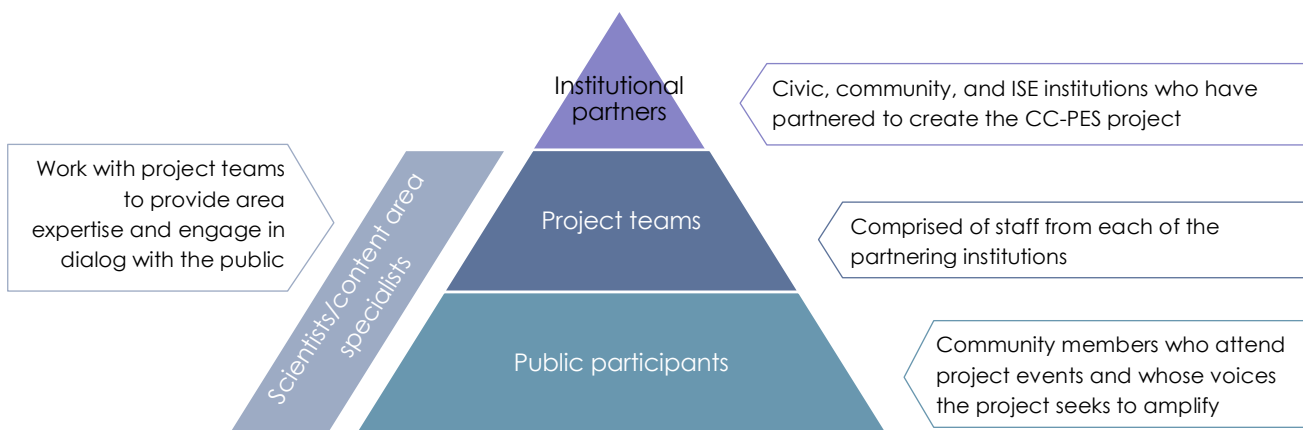 Institutional
partners
Civic, community, and ISE institutions who have
partnered to create the CC-PES project
Work with project teams
to provide area
expertise and engage in
dialog with the public
Scientists/content area
specialists
Project teams
Comprised of staff from each of the
partnering institutions
Public participants
Community members who attend
project events and whose voices
the project seeks to amplify